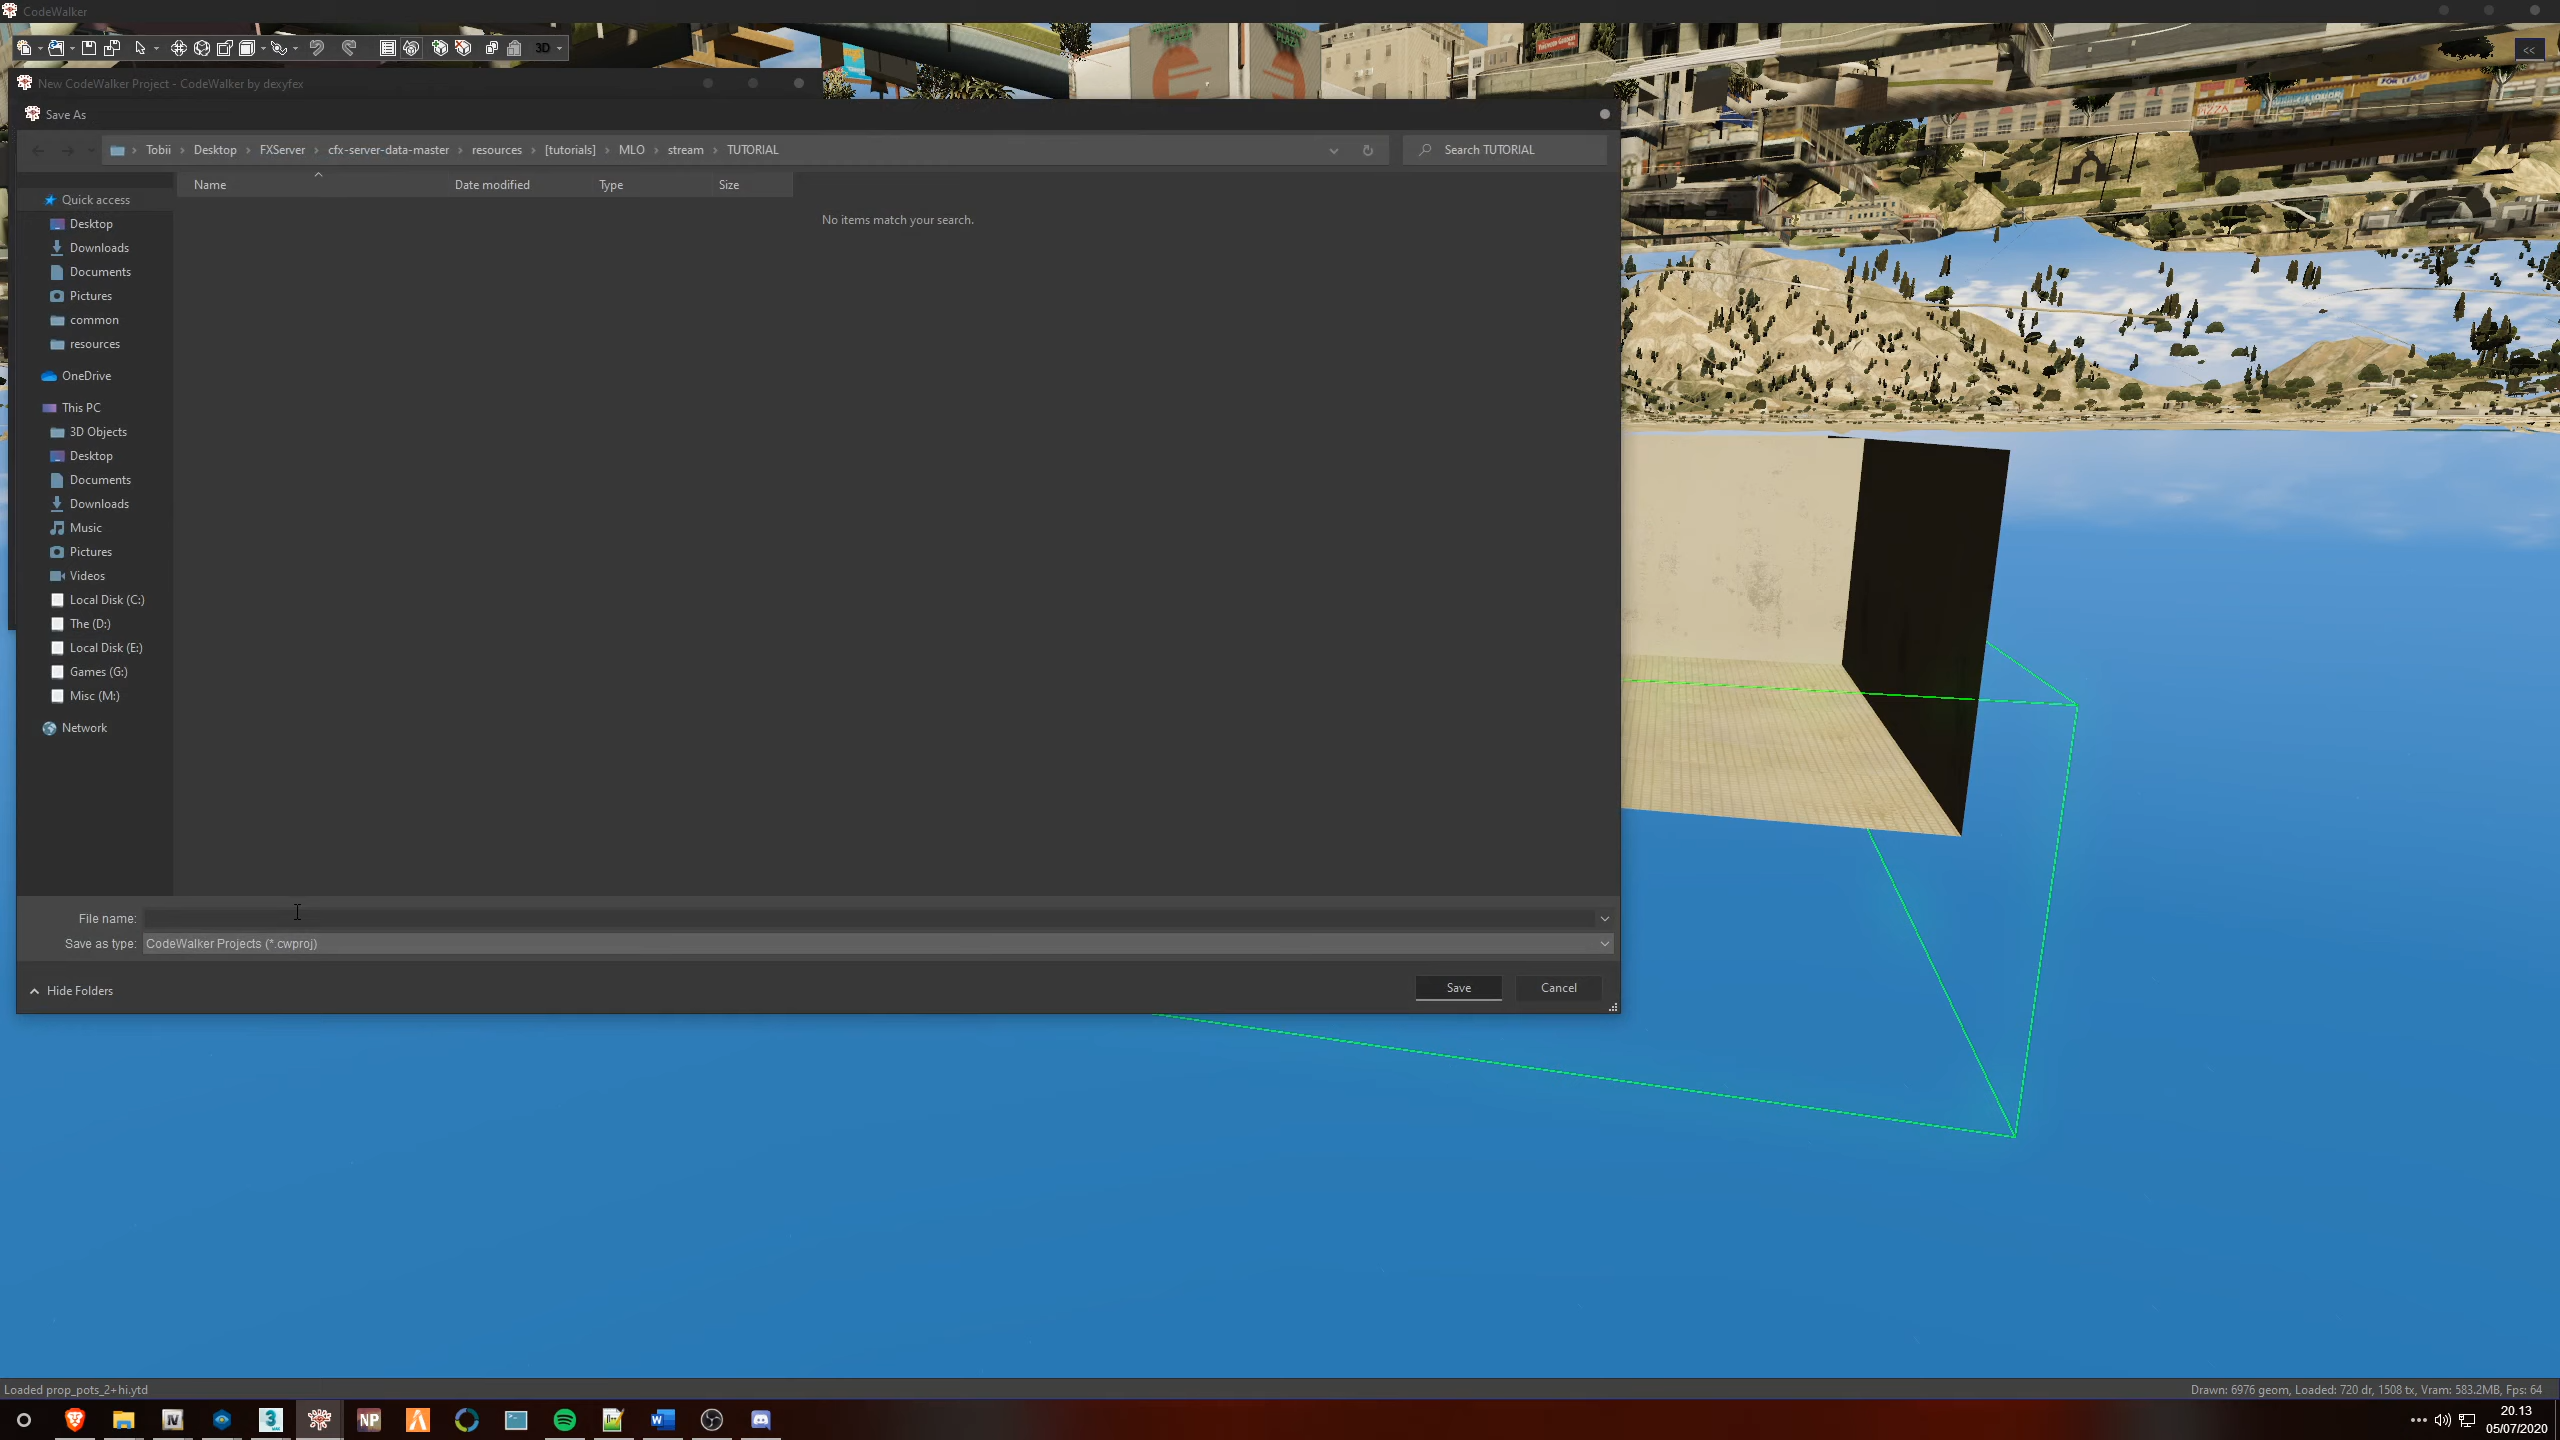 CodeWalker
3D
<<
New CodeWalker Project - CodeWalker by dexyfex
Save As
Tobii
Desktop
FXServer
cfx-server-data-master
resources
[tutorials]
MLO
stream
TUTORIAL
Search TUTORIAL
Name
Date modified
Type
Size
No items match your search.
Quick access
Desktop
Downloads
Documents
Pictures
common
resources
OneDrive
This PC
3D Objects
Desktop
Documents
Downloads
Music
Pictures
Videos
Local Disk (C:)
The (D:)
Local Disk (E:)
Games (G:)
Misc (M:)
Network
File name:
Save as type:
CodeWalker Projects (*.cwproj)
Hide Folders
Save
Cancel
FOR LEASE
Loaded prop_pots_2+hi.ytd
Drawn: 6976 geom, Loaded: 720 dr, 1508 tx, Vram: 583.2MB, Fps: 64
NP
20.13
05/07/2020